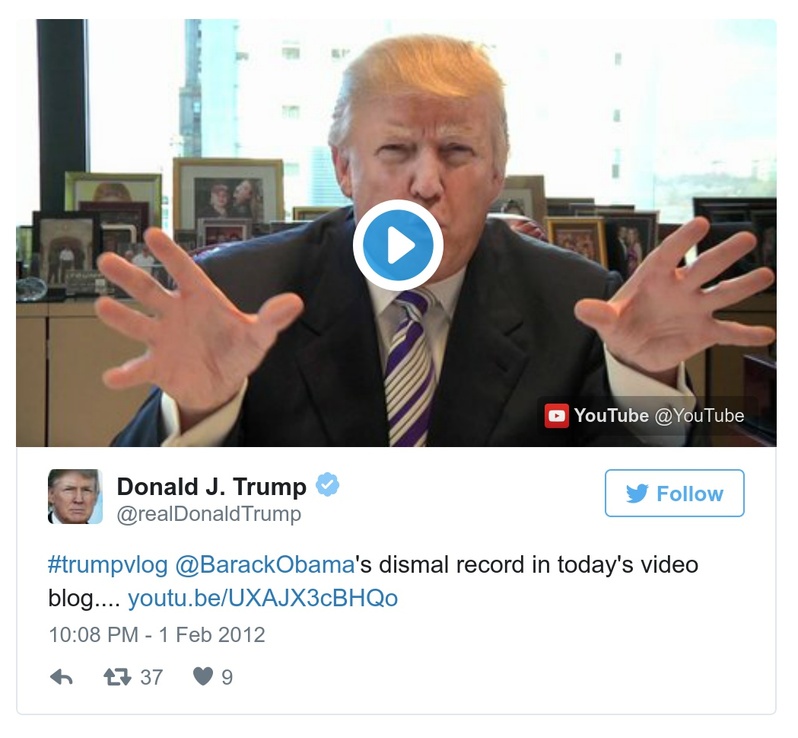 YouTube @YouTube
Donald J. Trump
@realDonaldTrump
Follow
#trumpvlog @BarackObama's dismal record in today's video
blog.... youtu.be/UXAJX3cBHQo
10:08 PM - 1 Feb 2012
37 9